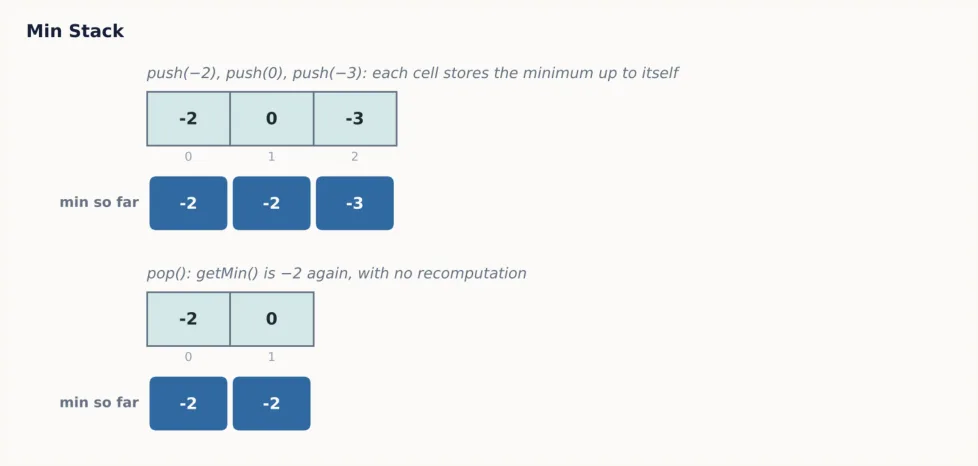 Min Stack
push(−2), push(0), push(−3): each cell stores the minimum up to itself
-2 0 -3
0 1 2
min so far -2 -2 -3
pop(): getMin() is −2 again, with no recomputation
-2 0
0 1
min so far -2 -2